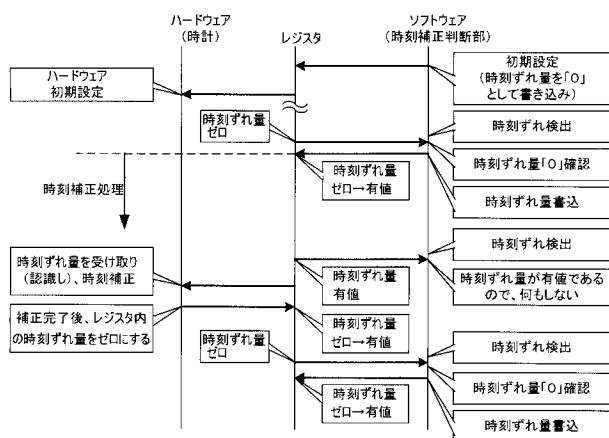 ハードウェア
(時計)
レジスタ
ソフトウェア
(時刻補正判断部)
ハードウェア
初期設定
初期設定
(時刻ずれ量を「0」
として書き込み)
時刻ずれ量
ゼロ
時刻ずれ検出
時刻ずれ量「0」確認
時刻ずれ量
ゼロ→有値
時刻ずれ量書込
時刻補正処理
時刻ずれ検出
時刻ずれ量を受け取り
(認識し)、時刻補正
時刻ずれ量
有値
時刻ずれ量が有値である
ので、何もしない
補正完了後、レジスタ内
の時刻ずれ量をゼロにする
時刻ずれ量
ゼロ→有値
時刻ずれ量
ゼロ
時刻ずれ検出
時刻ずれ量「0」確認
時刻ずれ量
ゼロ→有値
時刻ずれ量書込